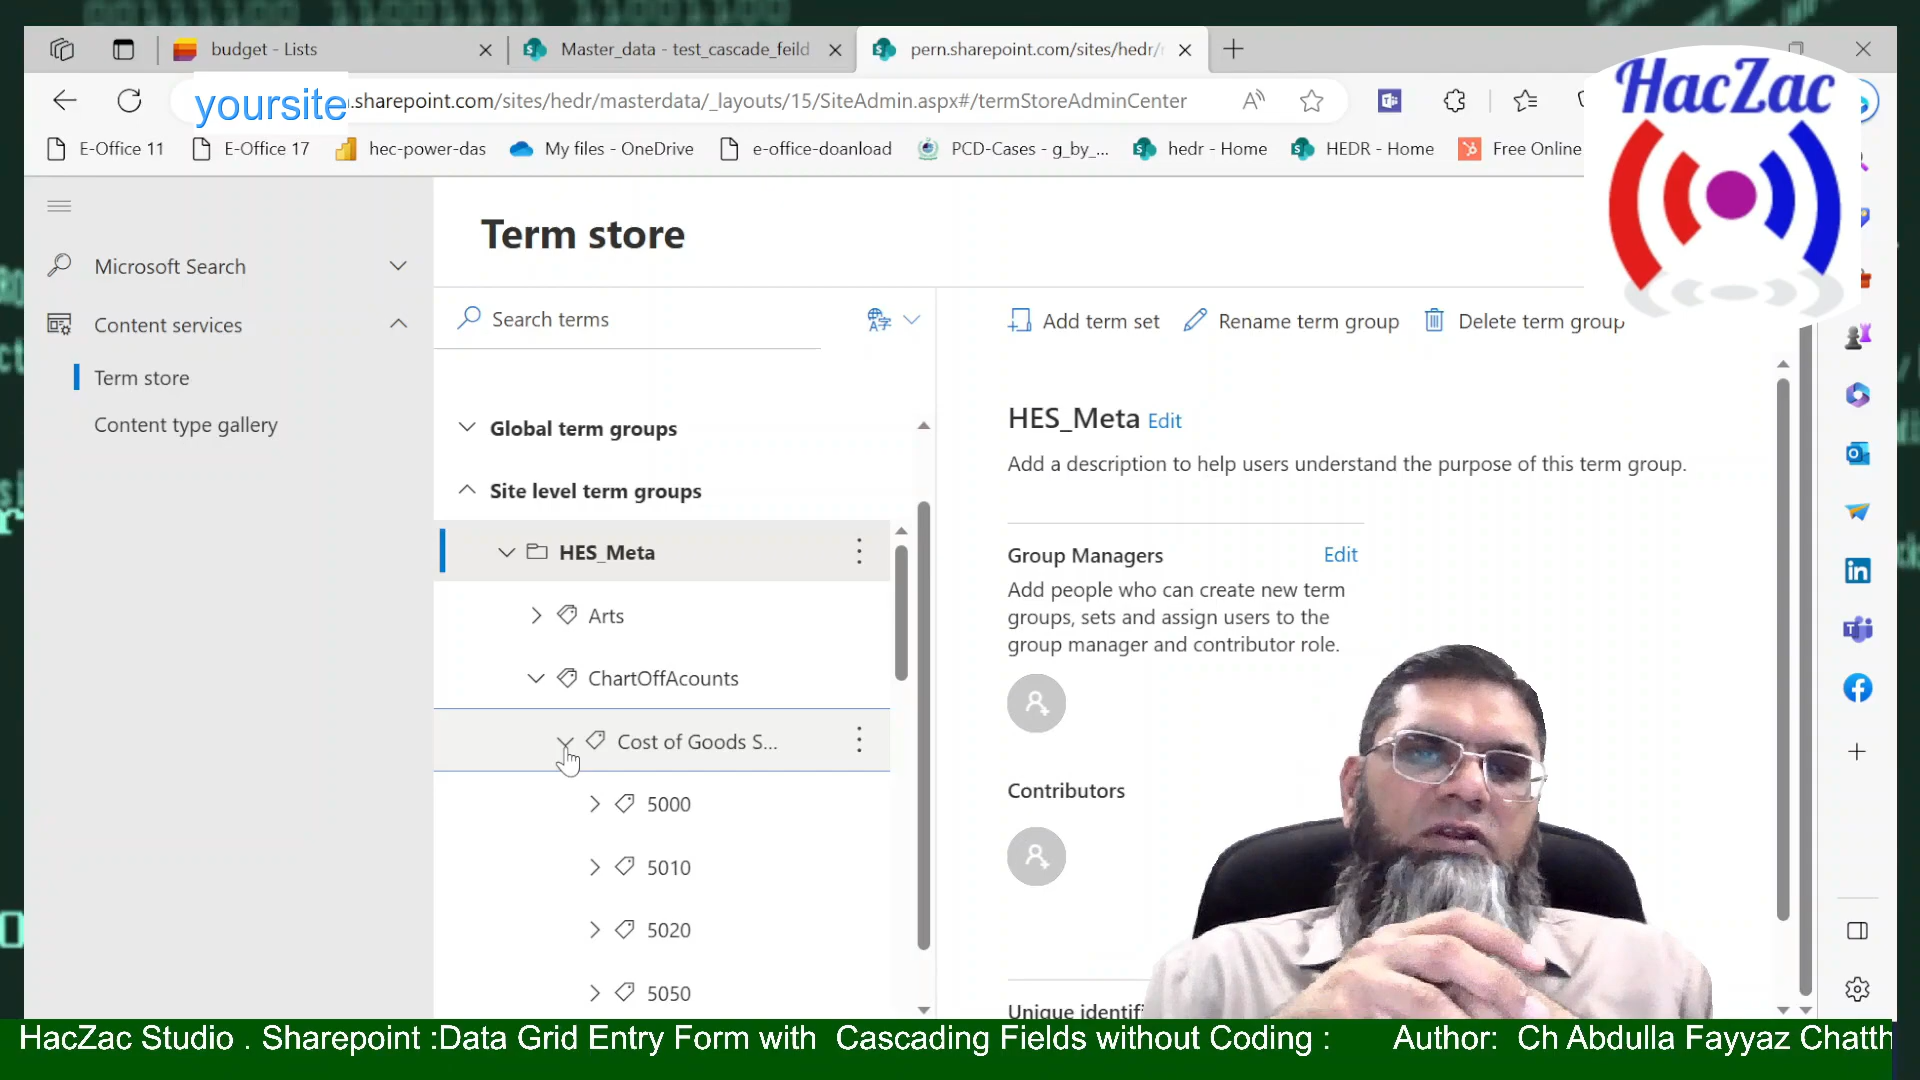 budget - Lists
Master_data - test_cascade_feild
pern.sharepoint.com/sites/hedr/
yoursite
.sharepoint.com/sites/hedr/masterdata/_layouts/15/SiteAdmin.aspx#/termStoreAdminCenter
HacZac
E-Office 11
E-Office 17
hec-power-das
My files - OneDrive
e-office-doanload
PCD-Cases - g_by_...
hedr - Home
HEDR - Home
Free Online
Term store
Microsoft Search
Content services
Term store
Content type gallery
Search terms
Add term set
Rename term group
Delete term group
Global term groups
Site level term groups
HES_Meta
Arts
ChartOffAcounts
Cost of Goods S...
5000
5010
5020
5050
HES_Meta Edit
Add a description to help users understand the purpose of this term group.
Group Managers Edit
Add people who can create new term
groups, sets and assign users to the
group manager and contributor role.
Contributors
Unique identifi
HacZac Studio . Sharepoint :Data Grid Entry Form with Cascading Fields without Coding : Author: Ch Abdulla Fayyaz Chatth